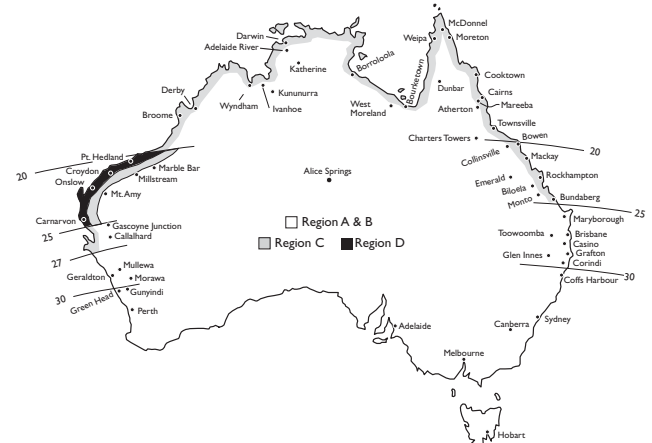 McDonnel
Weipa
Moreton
Darwin
Adelaide River
Katherine
Borroloola
Bourketown
Dunbar
Cooktown
Cairns
Mareeba
Atherton
Derby
Kununurra
Wyndham
Ivanhoe
West
Moreland
Broome
Townsville
Charters Towers
Bowen
20
Collinsville
Mackay
Pt. Hedland
Croydon
Onslow
20
Marble Bar
Millstream
Mt.Amy
Alice Springs
Emerald
Rockhampton
Biloela
Monto
Bundaberg
25
Carnarvon
25
Gascoyne Junction
Callalhard
Region A & B
Region C
Region D
Maryborough
Toowoomba
Brisbane
Casino
Grafton
Glen Innes
Corindi
30
Coffs Harbour
27
Mullewa
Geraldton
Morawa
30
Green Head
Gunyindi
Perth
Adelaide
Canberra
Sydney
Melbourne
Hobart